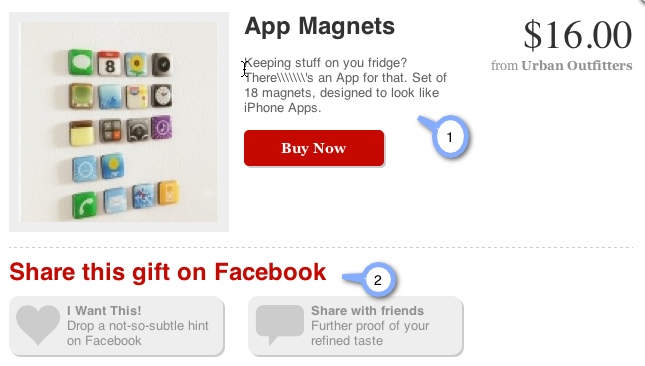 App Magnets
$16.00
from Urban Outfitters
Keeping stuff on you fridge?
There\\\\\\\'s an App for that. Set of
18 magnets, designed to look like
iPhone Apps.
1
Buy Now
8
Share this gift on Facebook
2
I Want This!
Drop a not-so-subtle hint
on Facebook
Share with friends
Further proof of your
refined taste